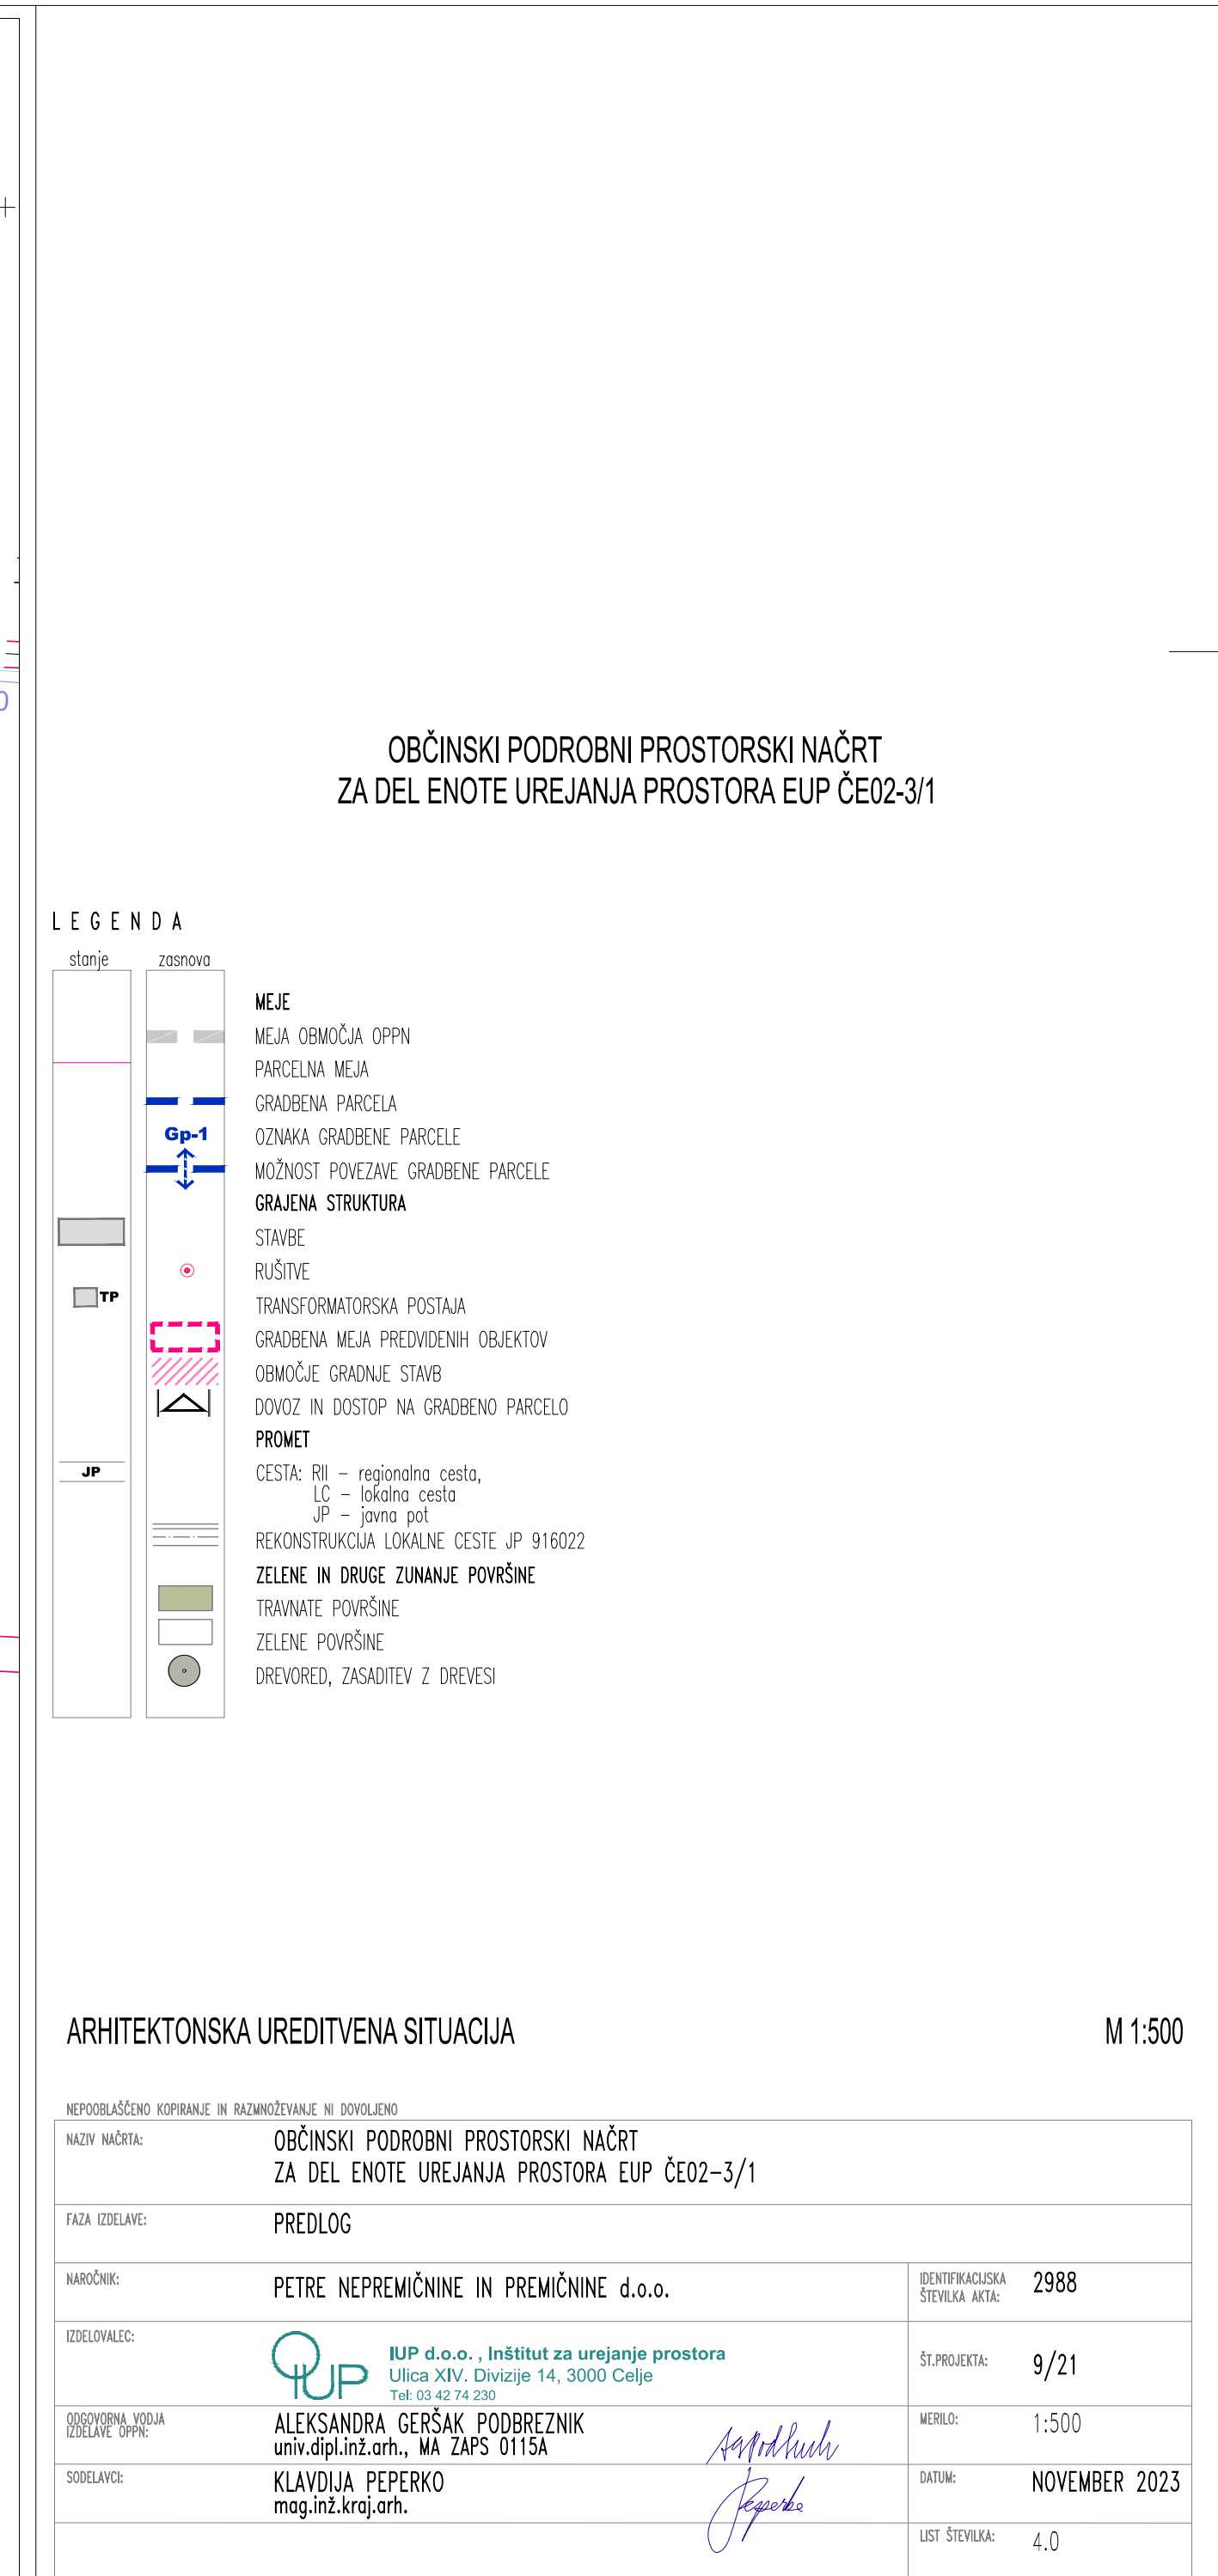 OBČINSKI PODROBNI PROSTORSKI NAČRT
ZA DEL ENOTE UREJANJA PROSTORA EUP ČE02-3/1
LEGENDA
stanje zasnova
MEJE
MEJA OBMOČJA OPPN
PARCELNA MEJA
GRADBENA PARCELA
Gp-1 OZNAKA GRADBENE PARCELE
MOŽNOST POVEZAVE GRADBENE PARCELE
GRAJENA STRUKTURA
STAVBE
RUŠITVE
TP TRANSFORMATORSKA POSTAJA
GRADBENA MEJA PREDVIDENIH OBJEKTOV
OBMOČJE GRADNJE STAVB
DOVOZ IN DOSTOP NA GRADBENO PARCELO
PROMET
JP CESTA: RII – regionalna cesta,
LC – lokalna cesta
JP – javna pot
REKONSTRUKCIJA LOKALNE CESTE JP 916022
ZELENE IN DRUGE ZUNANJE POVRŠINE
TRAVNATE POVRŠINE
ZELENE POVRŠINE
DREVORED, ZASADITEV Z DREVESI
ARHITEKTONSKA UREDITVENA SITUACIJA M 1:500
NEPOOBLAŠČENO KOPIRANJE IN RAZMNOŽEVANJE NI DOVOLJENO
NAZIV NAČRTA: OBČINSKI PODROBNI PROSTORSKI NAČRT
ZA DEL ENOTE UREJANJA PROSTORA EUP ČE02–3/1
FAZA IZDELAVE: PREDLOG
NAROČNIK: PETRE NEPREMIČNINE IN PREMIČNINE d.o.o.
IDENTIFIKACIJSKA
ŠTEVILKA AKTA: 2988
IZDELOVALEC: IUP
IUP d.o.o. , Inštitut za urejanje prostora
Ulica XIV. Divizije 14, 3000 Celje
Tel: 03 42 74 230
ŠT.PROJEKTA: 9/21
ODGOVORNA VODJA
IZDELAVE OPPN:
ALEKSANDRA GERŠAK PODBREZNIK
univ.dipl.inž.arh., MA ZAPS 0115A
MERILO: 1:500
SODELAVCI: KLAVDIJA PEPERKO
mag.inž.kraj.arh.
DATUM: NOVEMBER 2023
LIST ŠTEVILKA: 4.0